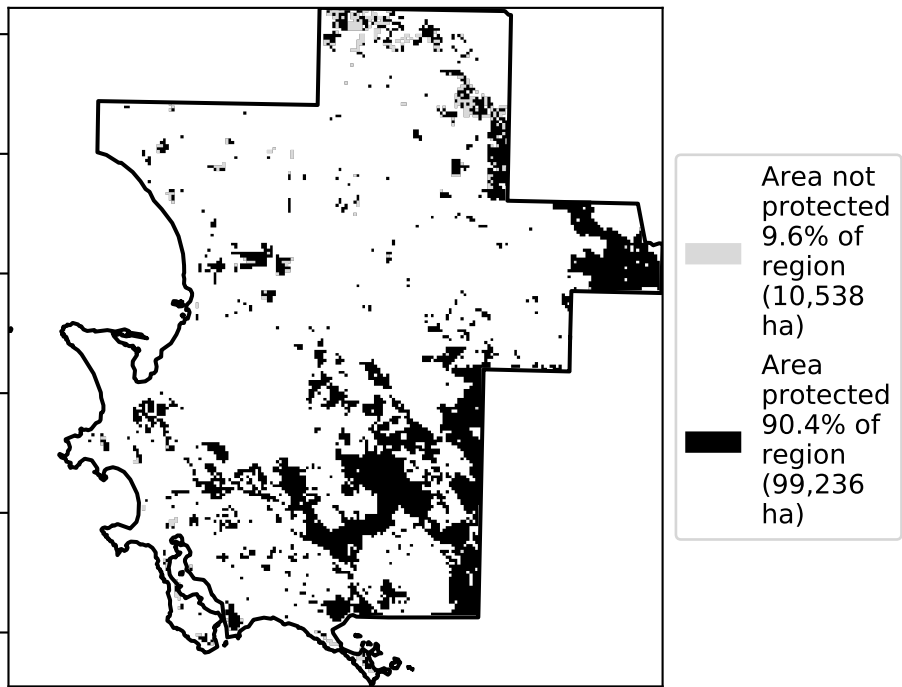 Area not
protected
9.6% of
region
(10,538
ha)
Area
protected
90.4% of
region
(99,236
ha)